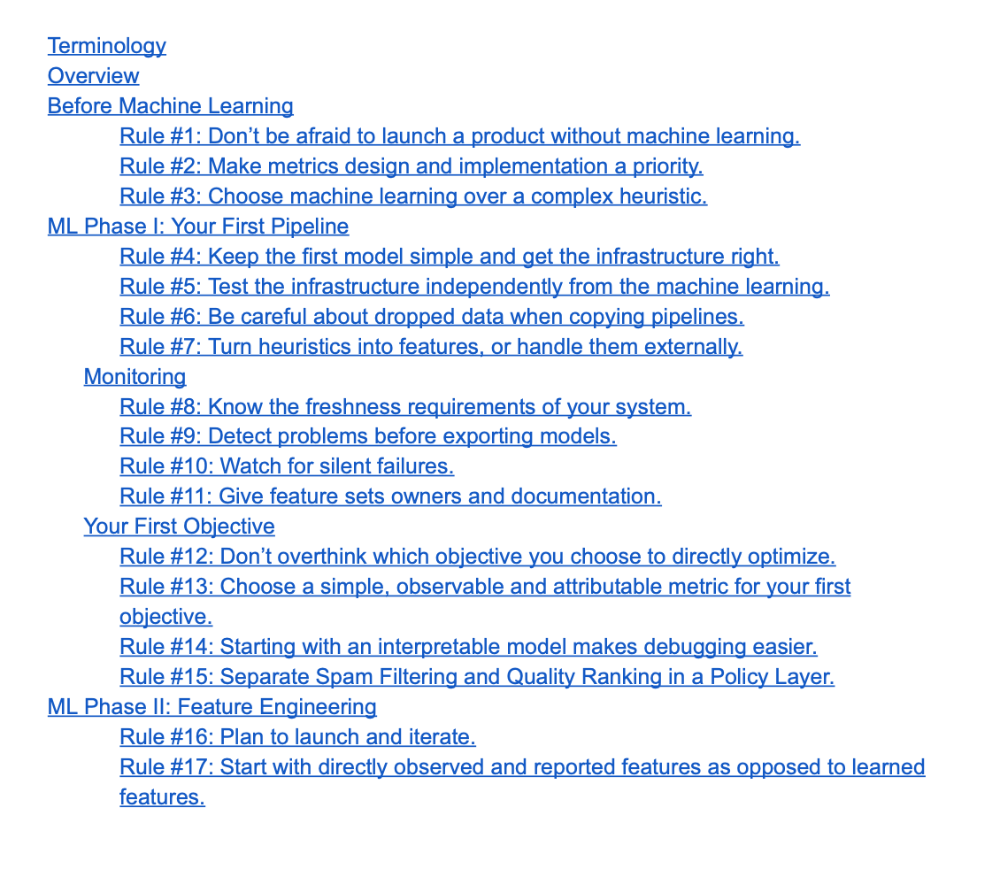 Terminology
Overview
Before Machine Learning
Rule #1: Don’t be afraid to launch a product without machine learning.
Rule #2: Make metrics design and implementation a priority.
Rule #3: Choose machine learning over a complex heuristic.
ML Phase I: Your First Pipeline
Rule #4: Keep the first model simple and get the infrastructure right.
Rule #5: Test the infrastructure independently from the machine learning.
Rule #6: Be careful about dropped data when copying pipelines.
Rule #7: Turn heuristics into features, or handle them externally.
Monitoring
Rule #8: Know the freshness requirements of your system.
Rule #9: Detect problems before exporting models.
Rule #10: Watch for silent failures.
Rule #11: Give feature sets owners and documentation.
Your First Objective
Rule #12: Don’t overthink which objective you choose to directly optimize.
Rule #13: Choose a simple, observable and attributable metric for your first
objective.
Rule #14: Starting with an interpretable model makes debugging easier.
Rule #15: Separate Spam Filtering and Quality Ranking in a Policy Layer.
ML Phase II: Feature Engineering
Rule #16: Plan to launch and iterate.
Rule #17: Start with directly observed and reported features as opposed to learned
features.